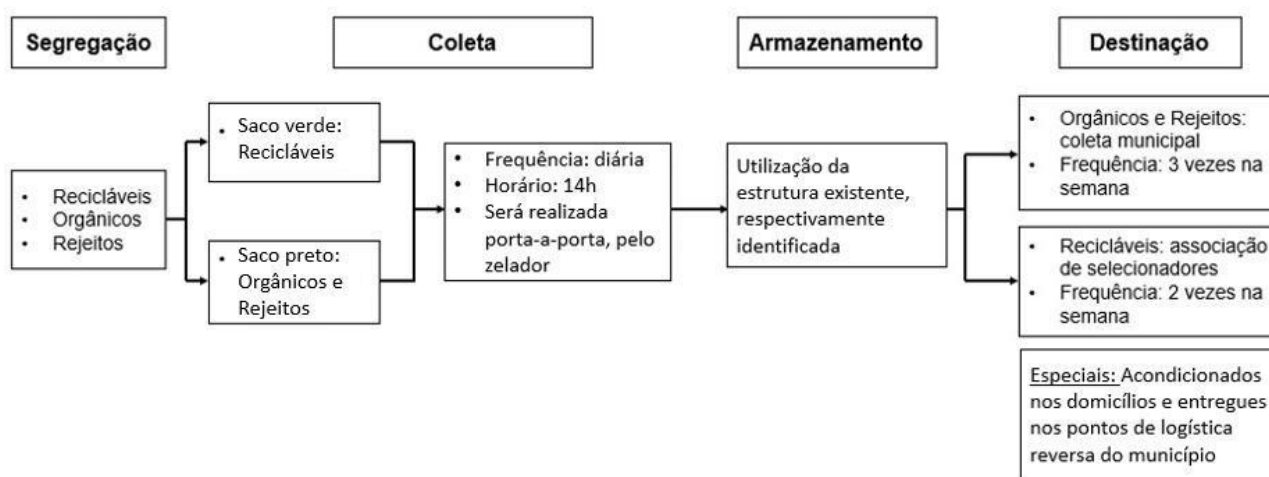 Segregação
Coleta
Armazenamento
Destinação
• Recicláveis
• Orgânicos
• Rejeitos
• Saco verde:
Recicláveis
• Saco preto:
Orgânicos e
Rejeitos
• Frequência: diária
• Horário: 14h
• Será realizada
porta-a-porta, pelo
zelador
Utilização da
estrutura existente,
respectivamente
identificada
• Orgânicos e Rejeitos:
coleta municipal
• Frequência: 3 vezes na
semana
• Recicláveis: associação
de selecionadores
• Frequência: 2 vezes na
semana
Especiais: Acondicionados
nos domicílios e entregues
nos pontos de logística
reversa do município